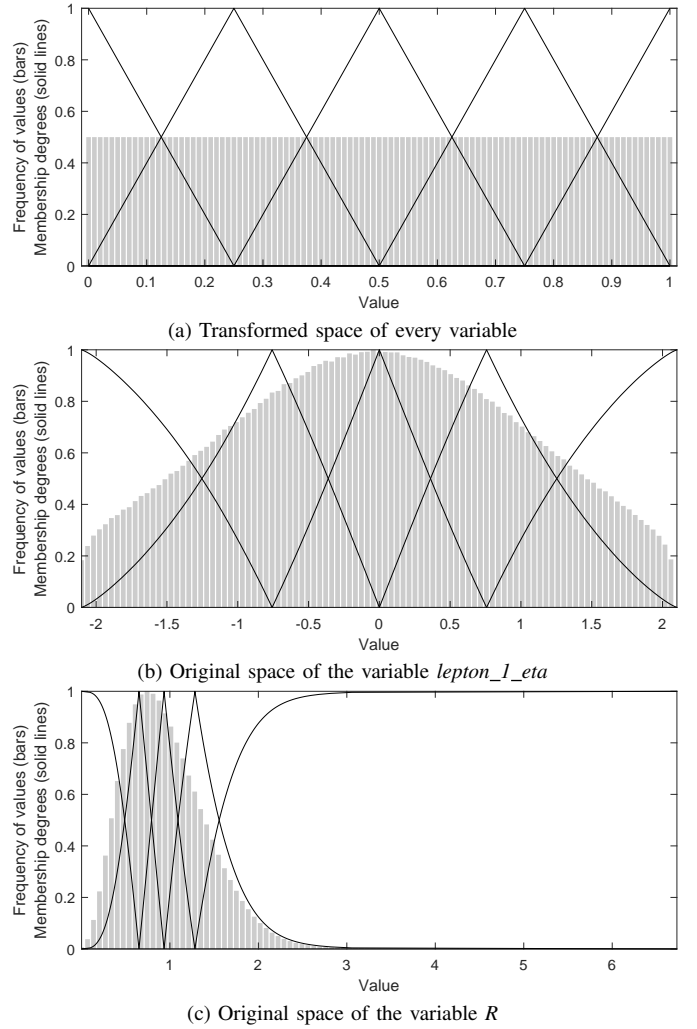 1
0.8
0.6
0.4
0.2
0
Frequency of values (bars)
Membership degrees (solid lines)
0 0.1 0.2 0.3 0.4 0.5 0.6 0.7 0.8 0.9 1
Value
(a) Transformed space of every variable
1
0.8
0.6
0.4
0.2
0
Frequency of values (bars)
Membership degrees (solid lines)
-2 -1.5 -1 -0.5 0 0.5 1 1.5 2
Value
(b) Original space of the variable lepton_1_eta
1
0.8
0.6
0.4
0.2
0
Frequency of values (bars)
Membership degrees (solid lines)
1 2 3 4 5 6
Value
(c) Original space of the variable R